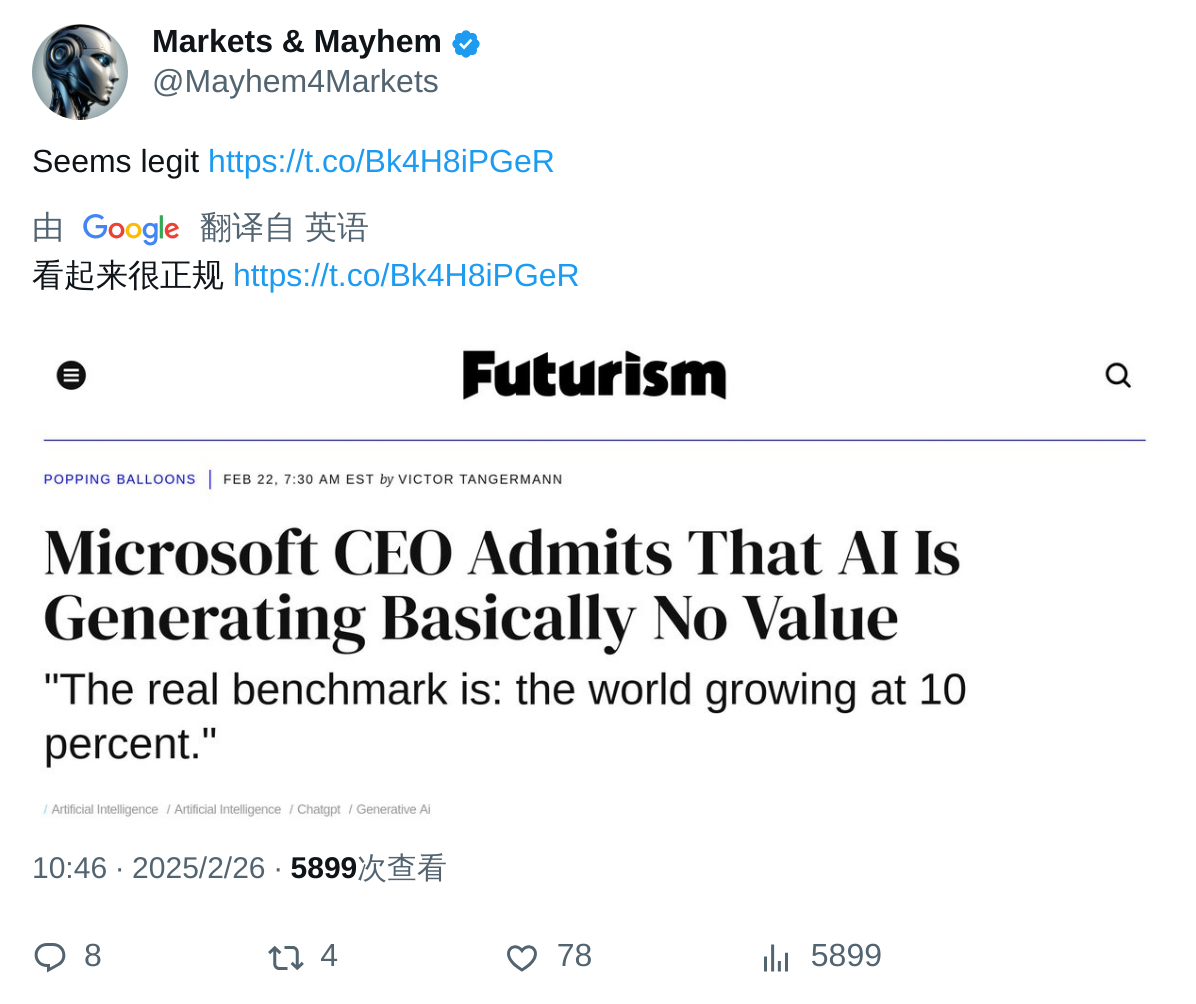 Markets & Mayhem
@Mayhem4Markets
Seems legit https://t.co/Bk4H8iPGeR
由 Google 翻译自 英语
看起来很正规 https://t.co/Bk4H8iPGeR
Futurism
POPPING BALLOONS | FEB 22, 7:30 AM EST by VICTOR TANGERMANN
Microsoft CEO Admits That AI Is
Generating Basically No Value
"The real benchmark is: the world growing at 10
percent."
/ Artificial Intelligence / Artificial Intelligence / Chatgpt / Generative Ai
10:46 · 2025/2/26 · 5899次查看
8 4 78 5899